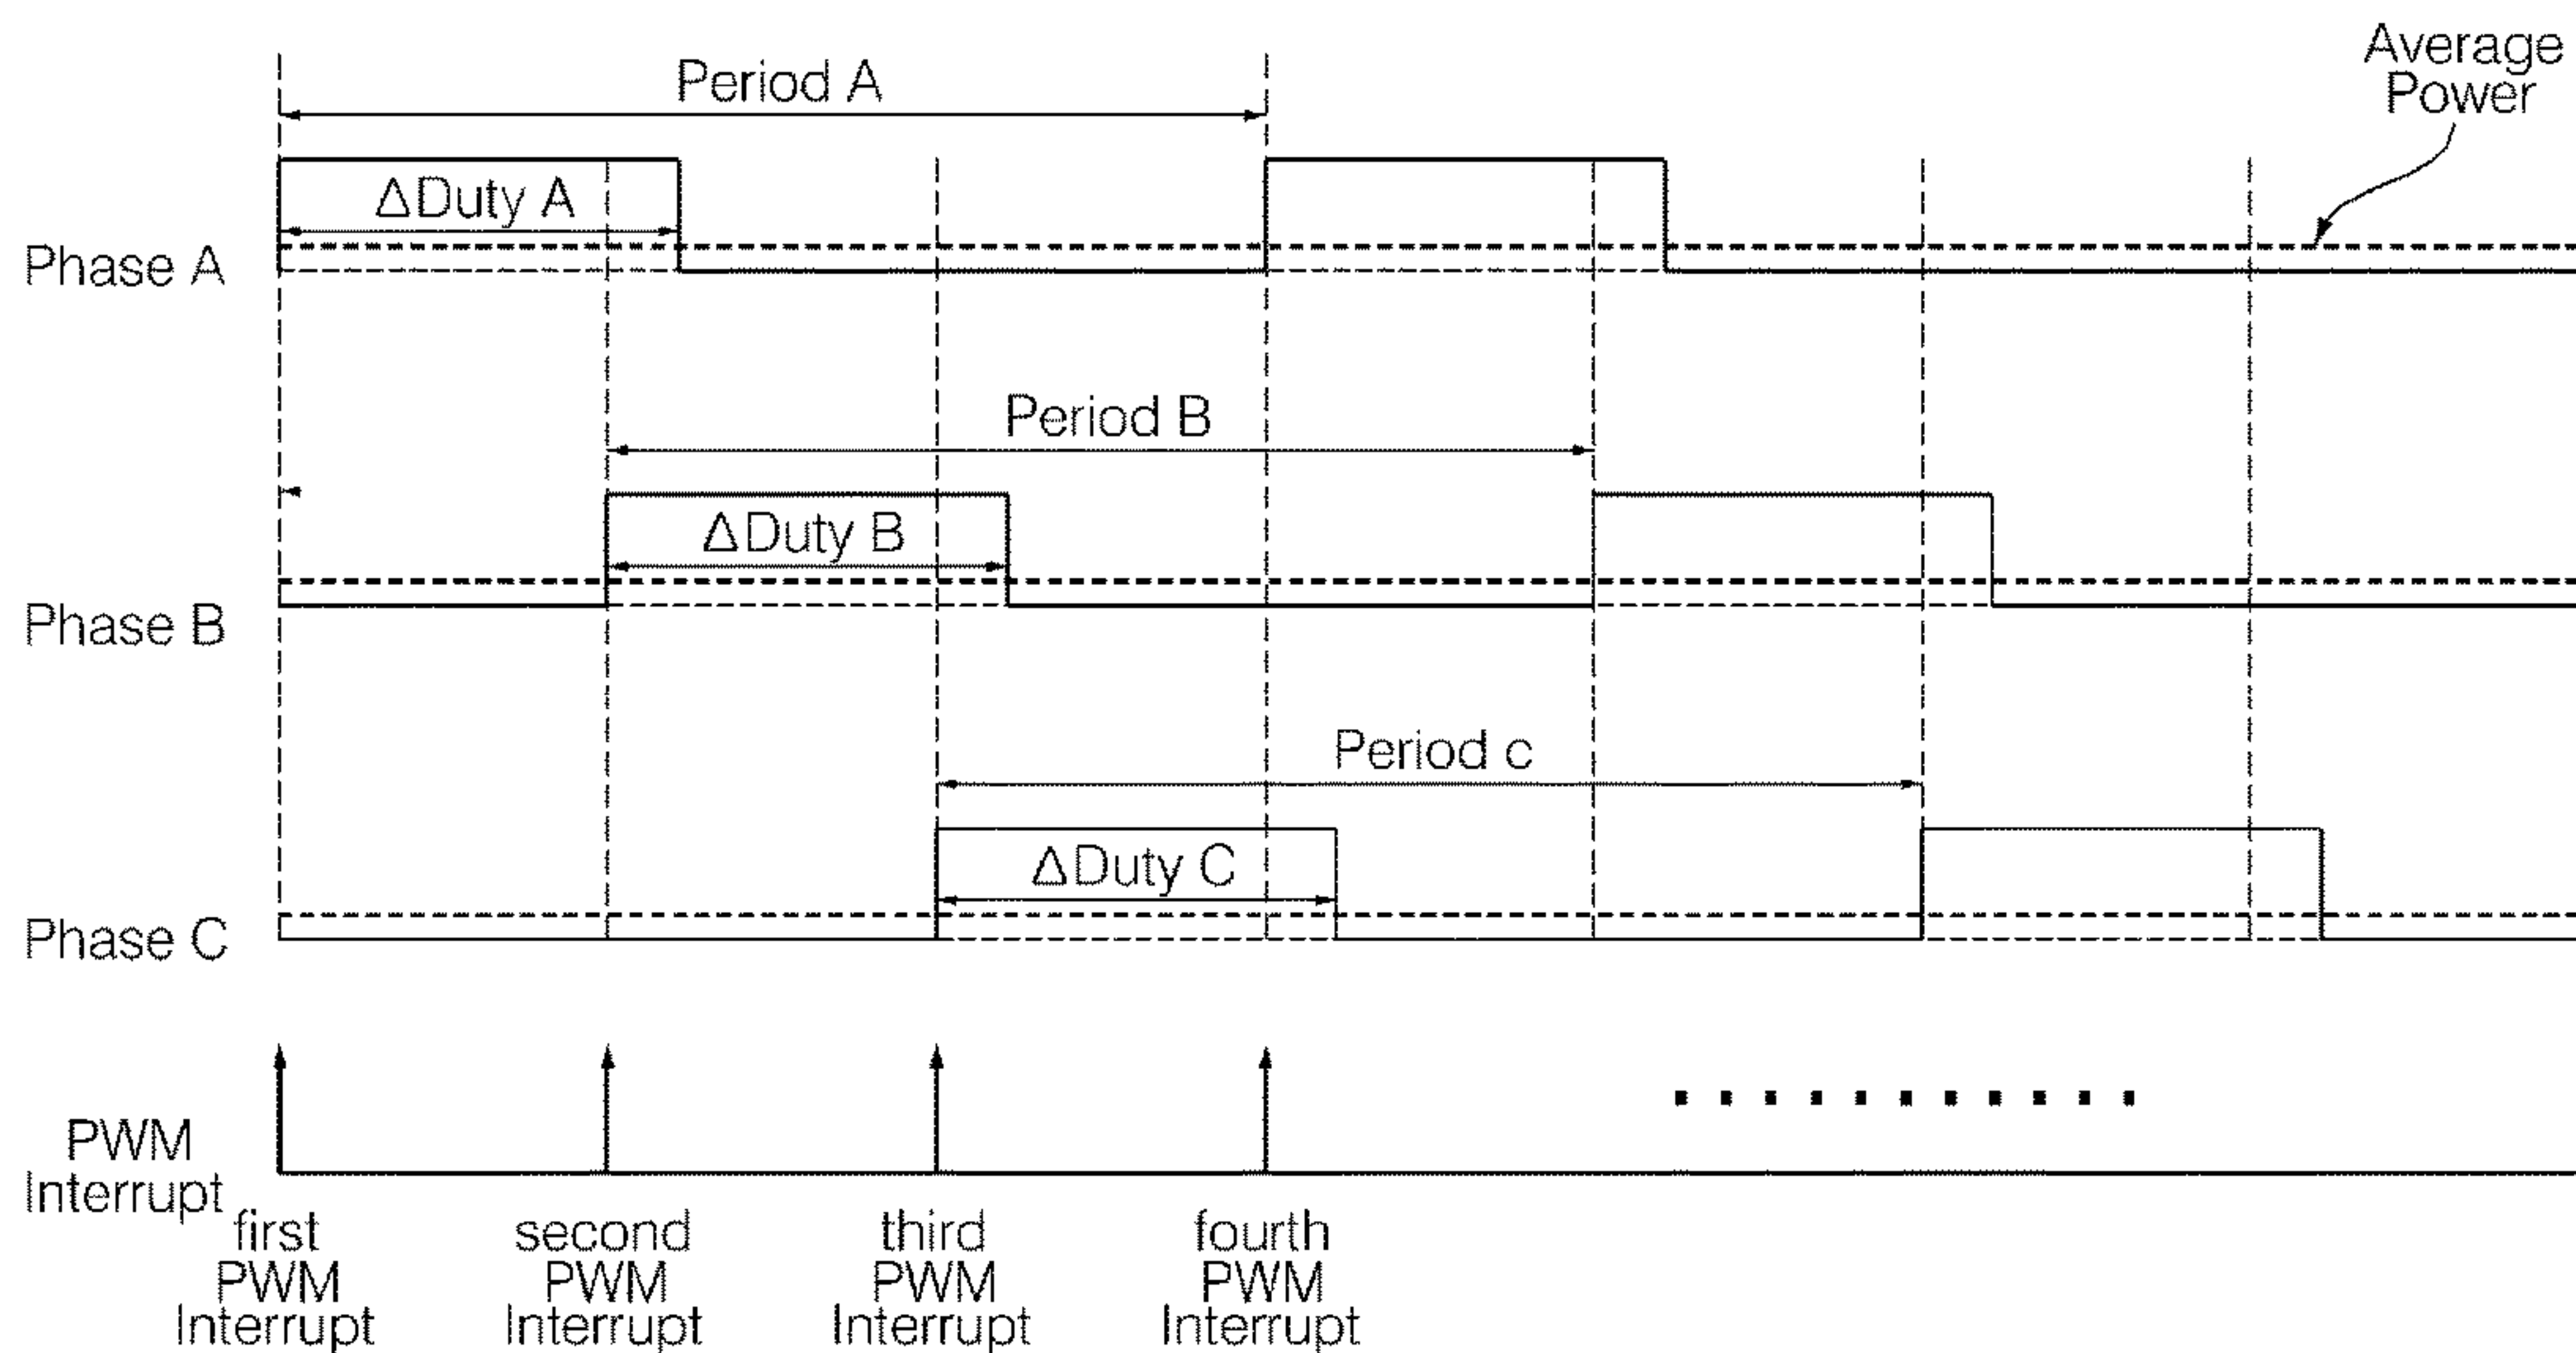 Average
Power
Period A
ΔDuty A
Phase A
Period B
ΔDuty B
Phase B
Period c
ΔDuty C
Phase C
PWM
Interrupt
first
PWM
Interrupt
second
PWM
Interrupt
third
PWM
Interrupt
fourth
PWM
Interrupt